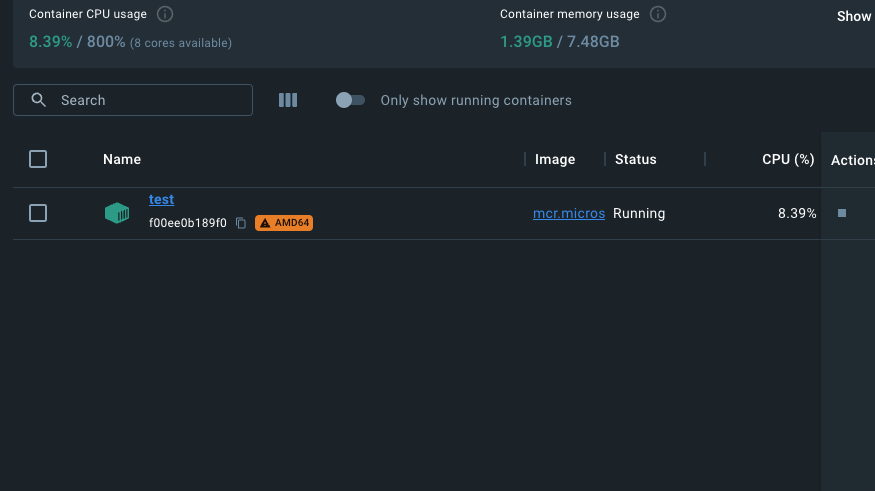 Container CPU usage
Container memory usage
Show
8.39% / 800% (8 cores available)
1.39GB / 7.48GB
Search
Only show running containers
Name
Image
Status
CPU (%)
Actions
test
f00ee0b189f0
AMD64
mcr.micros
Running
8.39%